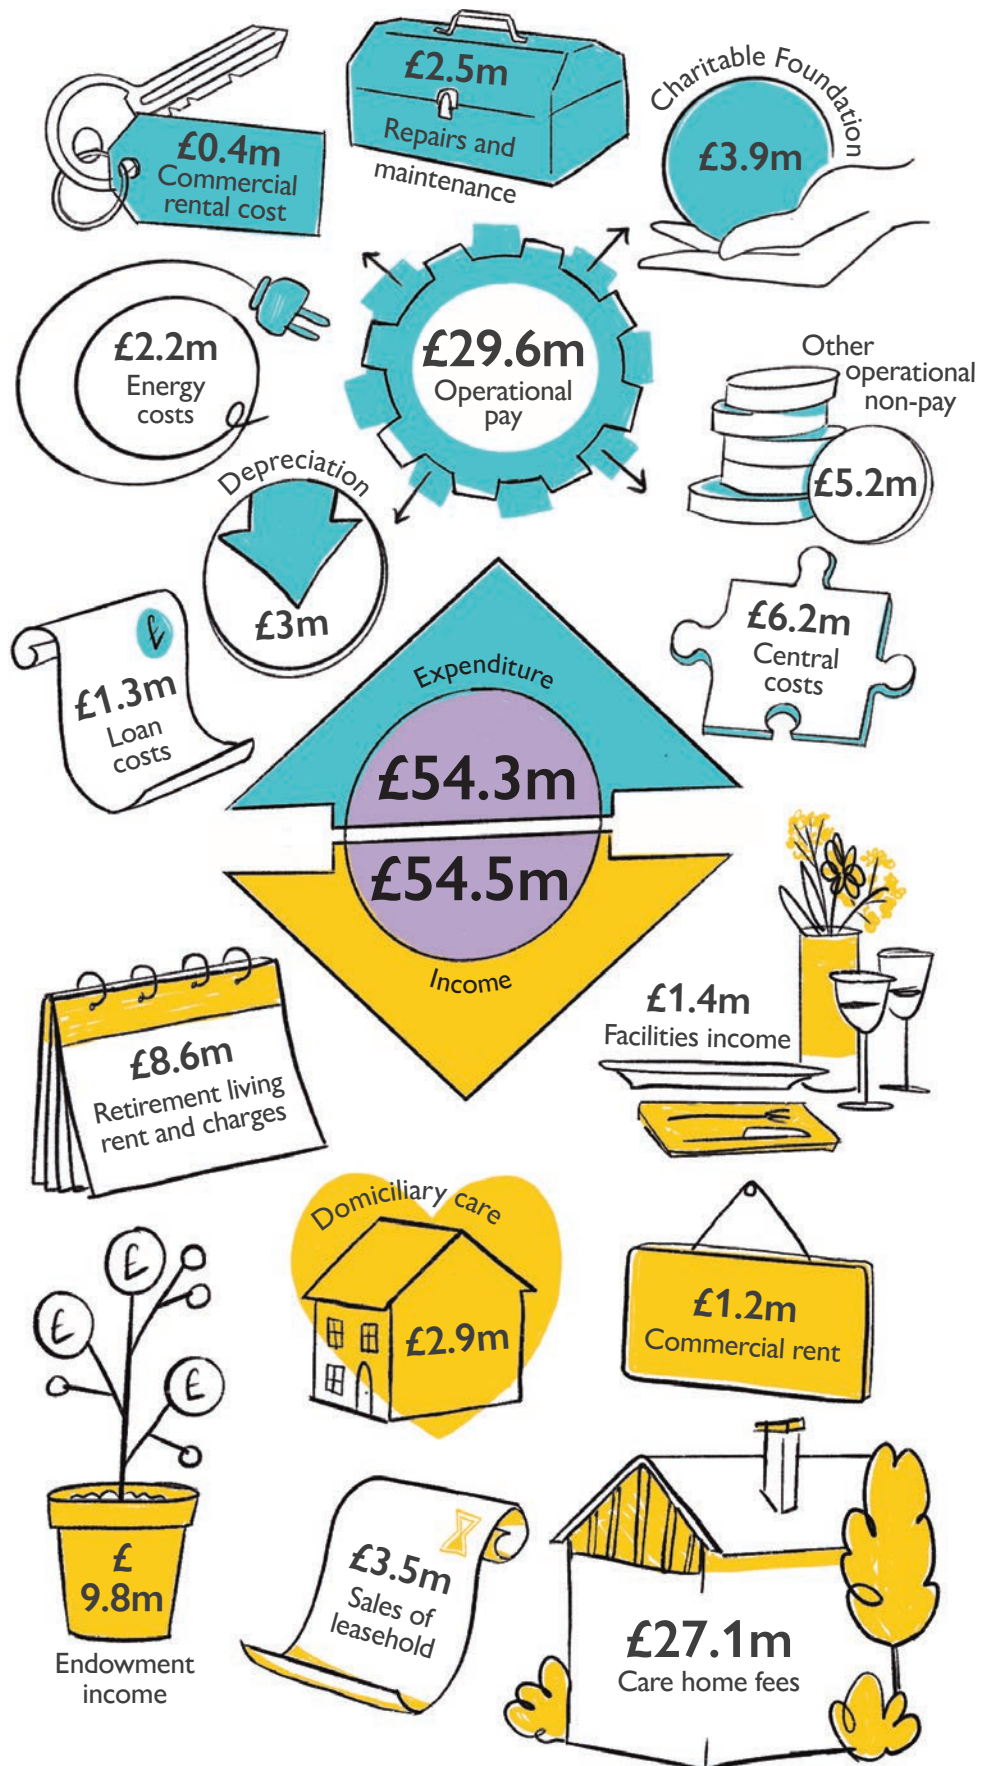 £0.4m
Commercial
rental cost
£2.5m
Repairs and
maintenance
Charitable Foundation
£3.9m
£2.2m
Energy
costs
£29.6m
Operational
pay
Other
operational
non-pay
£5.2m
Depreciation
£3m
£
£1.3m
Loan
costs
£6.2m
Central
costs
Expenditure
£54.3m
£54.5m
Income
£8.6m
Retirement living
rent and charges
£1.4m
Facilities income
Domiciliary care
£2.9m
£1.2m
Commercial rent
£
£
£
£
9.8m
Endowment
income
£3.5m
Sales of
leasehold
£27.1m
Care home fees